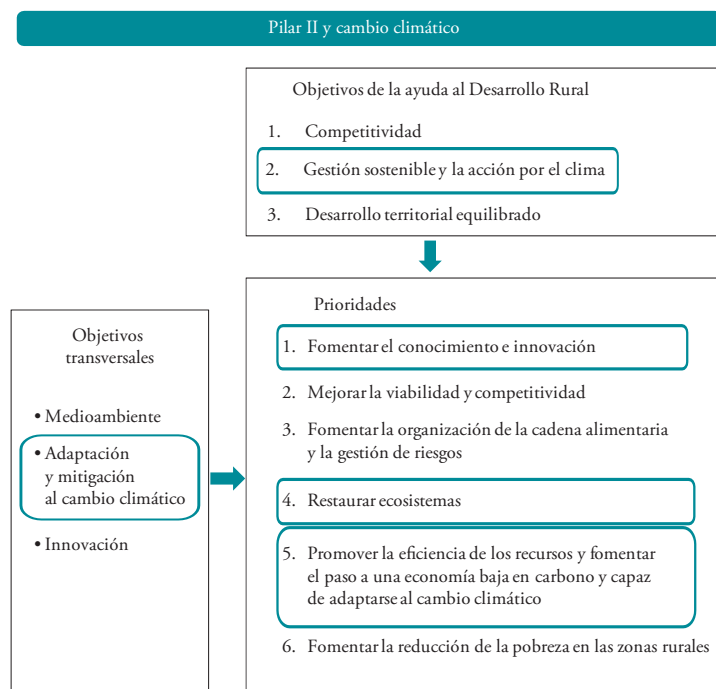 Pilar II y cambio climático
Objetivos de la ayuda al Desarrollo Rural
1. Competitividad
2. Gestión sostenible y la acción por el clima
3. Desarrollo territorial equilibrado
Objetivos
transversales
• Medioambiente
• Adaptación
y mitigación
al cambio climático
• Innovación
Prioridades
1. Fomentar el conocimiento e innovación
2. Mejorar la viabilidad y competitividad
3. Fomentar la organización de la cadena alimentaria
y la gestión de riesgos
4. Restaurar ecosistemas
5. Promover la eficiencia de los recursos y fomentar
el paso a una economía baja en carbono y capaz
de adaptarse al cambio climático
6. Fomentar la reducción de la pobreza en las zonas rurales